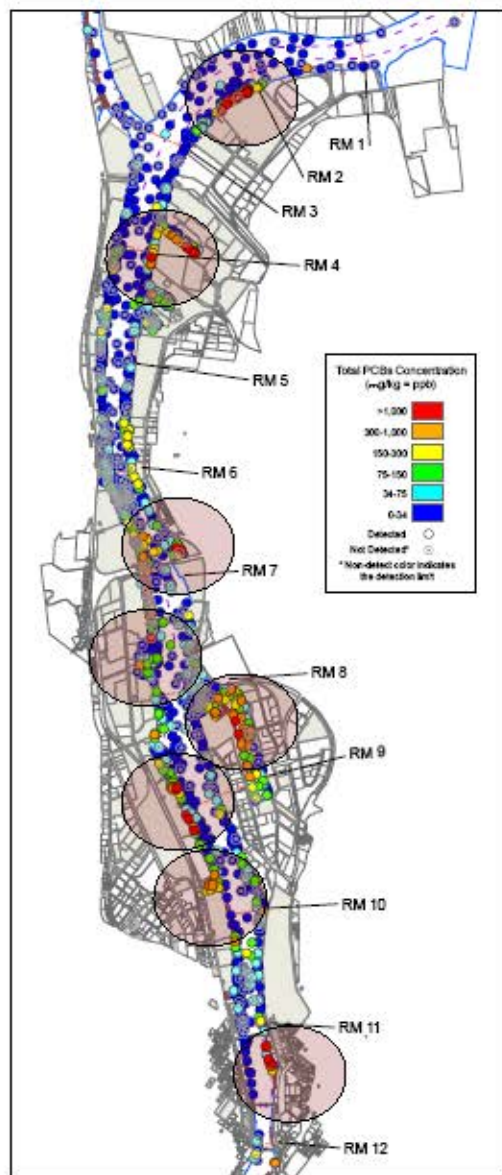 RM 1
RM 2
RM 3
RM 4
RM 5
RM 6
RM 7
RM 8
RM 9
RM 10
RM 11
RM 12
Total PCBs Concentration
(mg/kg = ppb)
>1,000
300-1,000
150-300
75-150
34-75
0-34
Detected
Not Detected*
* Non-detect color indicates
the detection limit